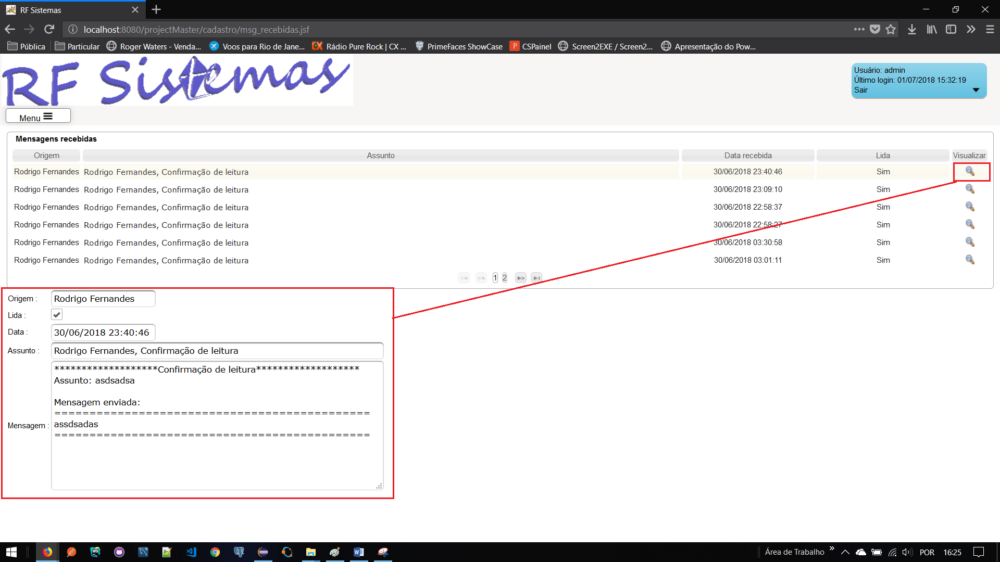 RF Sistemas
localhost:8080/projectMaster/cadastro/msg_recebidas.jsf
Pública Particular Roger Waters - Venda... Voos para Rio de Jane... Rádio Pure Rock | CX ... PrimeFaces ShowCase CSPainel Screen2EXE / Screen2... Apresentação do Pow...
RF Sistemas
Usuário: admin
Último login: 01/07/2018 15:32:19
Sair
Menu
Mensagens recebidas
Origem Assunto Data recebida Lida Visualizar
Rodrigo Fernandes Rodrigo Fernandes, Confirmação de leitura 30/06/2018 23:40:46 Sim
Rodrigo Fernandes Rodrigo Fernandes, Confirmação de leitura 30/06/2018 23:09:10 Sim
Rodrigo Fernandes Rodrigo Fernandes, Confirmação de leitura 30/06/2018 22:58:37 Sim
Rodrigo Fernandes Rodrigo Fernandes, Confirmação de leitura 30/06/2018 22:58:27 Sim
Rodrigo Fernandes Rodrigo Fernandes, Confirmação de leitura 30/06/2018 03:30:58 Sim
Rodrigo Fernandes Rodrigo Fernandes, Confirmação de leitura 30/06/2018 03:01:11 Sim
1 2
Origem : Rodrigo Fernandes
Lida :
Data : 30/06/2018 23:40:46
Assunto : Rodrigo Fernandes, Confirmação de leitura
*******************Confirmação de leitura*******************
Assunto: asdsadsa
Mensagem enviada:
=============================================
Mensagem : assdsadas
=============================================
Área de Trabalho POR 16:25